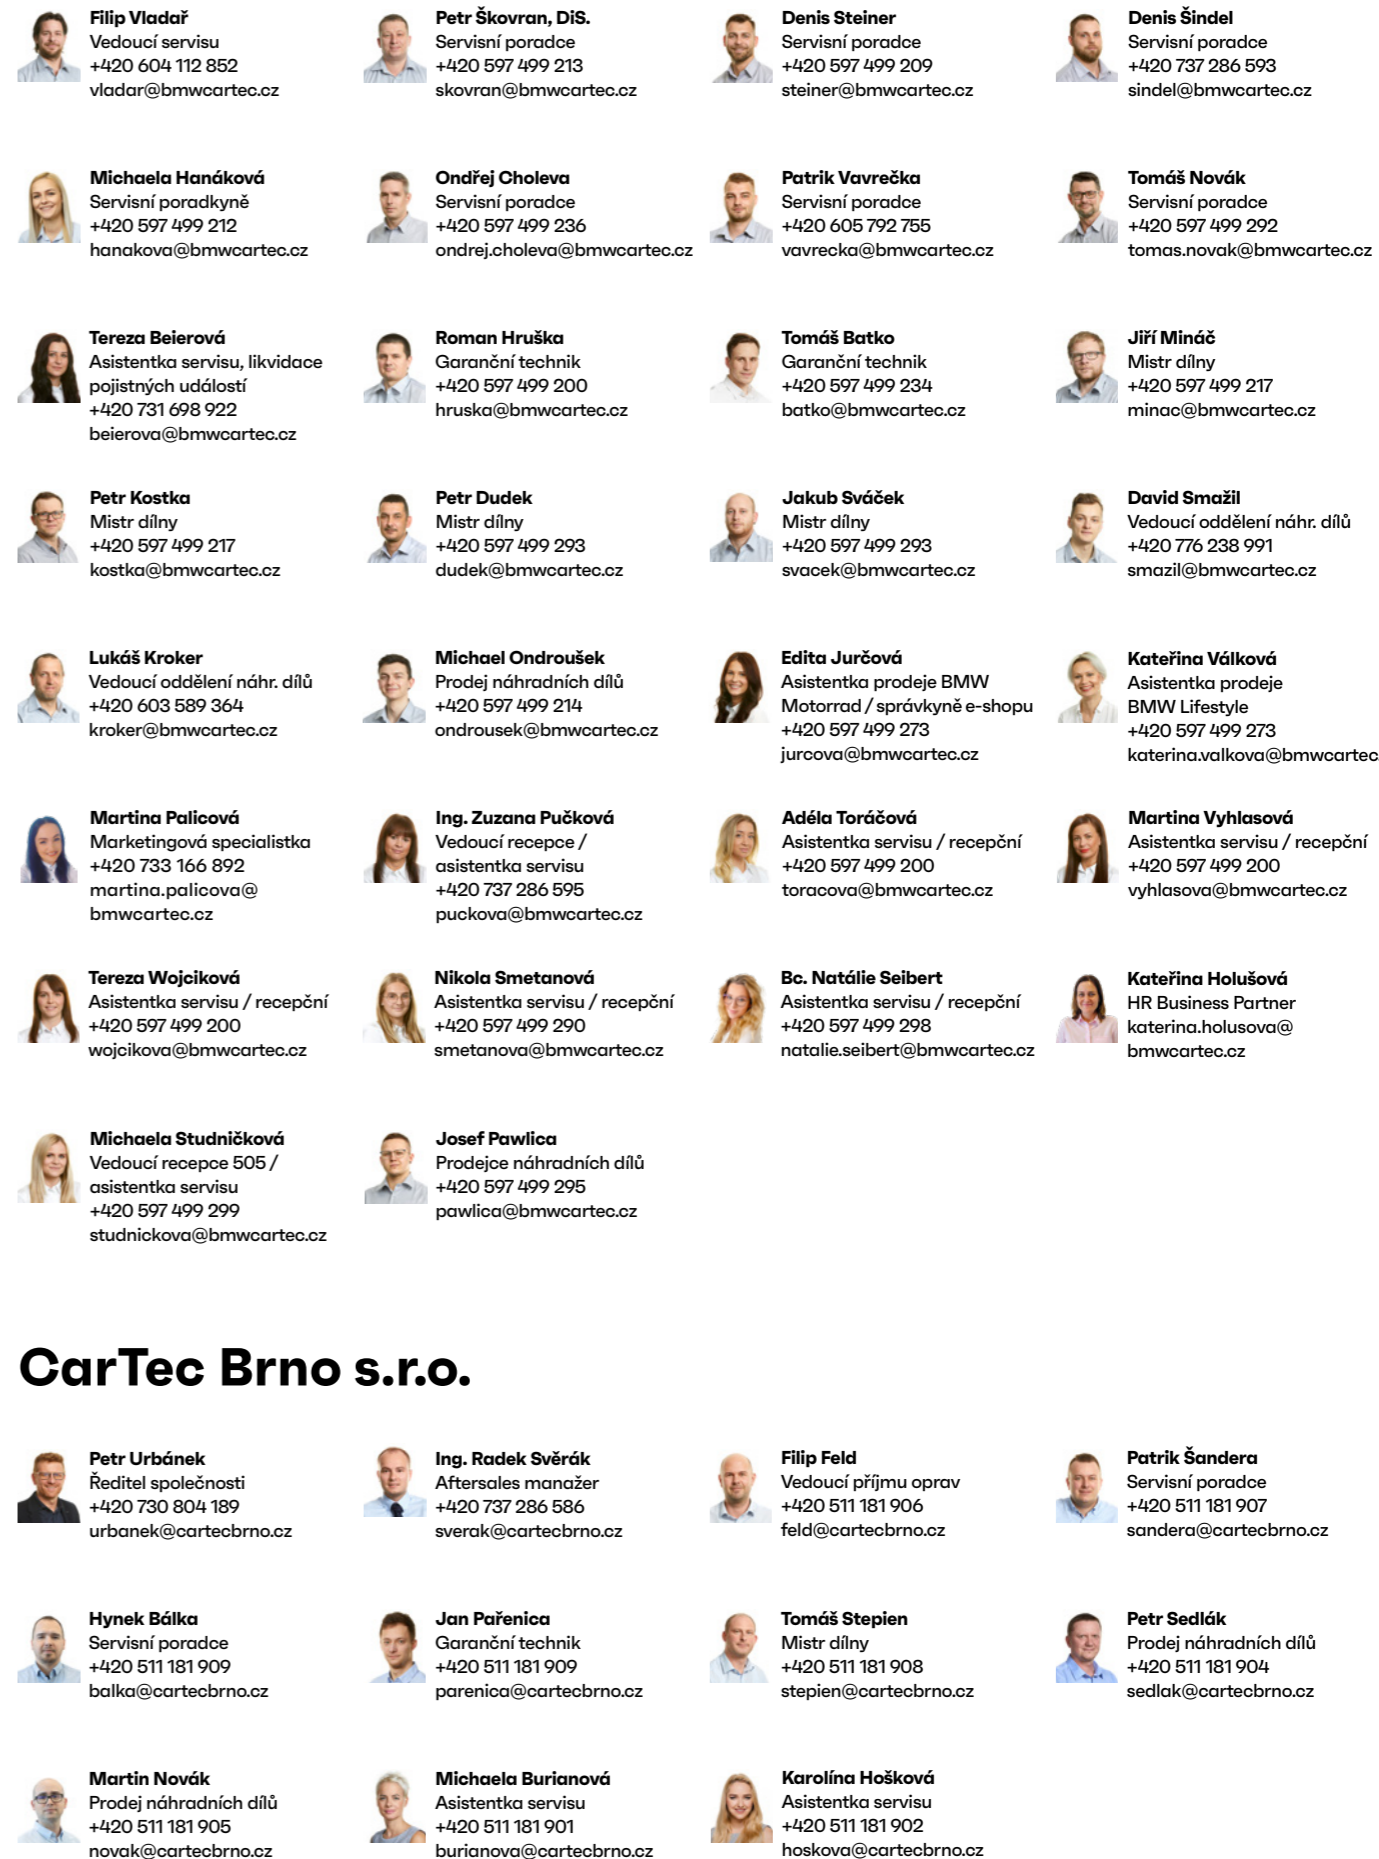 Filip Vladař
Vedoucí servisu
+420 604 112 852
vladar@bmwcartec.cz
Petr Škovran, DiS.
Servisní poradce
+420 597 499 213
skovran@bmwcartec.cz
Denis Steiner
Servisní poradce
+420 597 499 209
steiner@bmwcartec.cz
Denis Šindel
Servisní poradce
+420 737 286 593
sindel@bmwcartec.cz
Michaela Hanáková
Servisní poradkyně
+420 597 499 212
hanakova@bmwcartec.cz
Ondřej Choleva
Servisní poradce
+420 597 499 236
ondrej.choleva@bmwcartec.cz
Patrik Vavrečka
Servisní poradce
+420 605 792 755
vavrecka@bmwcartec.cz
Tomáš Novák
Servisní poradce
+420 597 499 292
tomas.novak@bmwcartec.cz
Tereza Beierová
Asistentka servisu, likvidace
pojistných událostí
+420 731 698 922
beierova@bmwcartec.cz
Roman Hruška
Garanční technik
+420 597 499 200
hruska@bmwcartec.cz
Tomáš Batko
Garanční technik
+420 597 499 234
batko@bmwcartec.cz
Jiří Mináč
Mistr dílny
+420 597 499 217
minac@bmwcartec.cz
Petr Kostka
Mistr dílny
+420 597 499 217
kostka@bmwcartec.cz
Petr Dudek
Mistr dílny
+420 597 499 293
dudek@bmwcartec.cz
Jakub Sváček
Mistr dílny
+420 597 499 293
svacek@bmwcartec.cz
David Smažil
Vedoucí oddělení náhr. dílů
+420 776 238 991
smazil@bmwcartec.cz
Lukáš Kroker
Vedoucí oddělení náhr. dílů
+420 603 589 364
kroker@bmwcartec.cz
Michael Ondroušek
Prodej náhradních dílů
+420 597 499 214
ondrousek@bmwcartec.cz
Edita Jurčová
Asistentka prodeje BMW
Motorrad / správkyně e-shopu
+420 597 499 273
jurcova@bmwcartec.cz
Kateřina Válková
Asistentka prodeje
BMW Lifestyle
+420 597 499 273
katerina.valkova@bmwcartec.
Martina Palicová
Marketingová specialistka
+420 733 166 892
martina.palicova@
bmwcartec.cz
Ing. Zuzana Pučková
Vedoucí recepce /
asistentka servisu
+420 737 286 595
puckova@bmwcartec.cz
Adéla Toráčová
Asistentka servisu / recepční
+420 597 499 200
toracova@bmwcartec.cz
Martina Vyhlasová
Asistentka servisu / recepční
+420 597 499 200
vyhlasova@bmwcartec.cz
Tereza Wojciková
Asistentka servisu / recepční
+420 597 499 200
wojcikova@bmwcartec.cz
Nikola Smetanová
Asistentka servisu / recepční
+420 597 499 290
smetanova@bmwcartec.cz
Bc. Natálie Seibert
Asistentka servisu / recepční
+420 597 499 298
natalie.seibert@bmwcartec.cz
Kateřina Holušová
HR Business Partner
katerina.holusova@
bmwcartec.cz
Michaela Studničková
Vedoucí recepce 505 /
asistentka servisu
+420 597 499 299
studnickova@bmwcartec.cz
Josef Pawlica
Prodejce náhradních dílů
+420 597 499 295
pawlica@bmwcartec.cz
CarTec Brno s.r.o.
Petr Urbánek
Ředitel společnosti
+420 730 804 189
urbanek@cartecbrno.cz
Ing. Radek Svěrák
Aftersales manažer
+420 737 286 586
sverak@cartecbrno.cz
Filip Feld
Vedoucí příjmu oprav
+420 511 181 906
feld@cartecbrno.cz
Patrik Šandera
Servisní poradce
+420 511 181 907
sandera@cartecbrno.cz
Hynek Bálka
Servisní poradce
+420 511 181 909
balka@cartecbrno.cz
Jan Pařenica
Garanční technik
+420 511 181 909
parenica@cartecbrno.cz
Tomáš Stepien
Mistr dílny
+420 511 181 908
stepien@cartecbrno.cz
Petr Sedlák
Prodej náhradních dílů
+420 511 181 904
sedlak@cartecbrno.cz
Martin Novák
Prodej náhradních dílů
+420 511 181 905
novak@cartecbrno.cz
Michaela Burianová
Asistentka servisu
+420 511 181 901
burianova@cartecbrno.cz
Karolína Hošková
Asistentka servisu
+420 511 181 902
hoskova@cartecbrno.cz